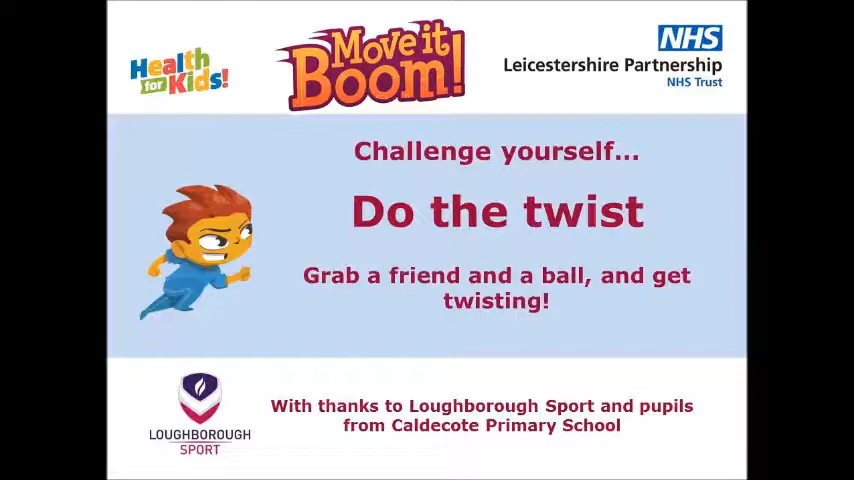 Health
for Kids!
Move it
Boom!
NHS
Leicestershire Partnership
NHS Trust
Challenge yourself...
Do the twist
Grab a friend and a ball, and get
twisting!
LOUGHBOROUGH
SPORT
With thanks to Loughborough Sport and pupils
from Caldecote Primary School